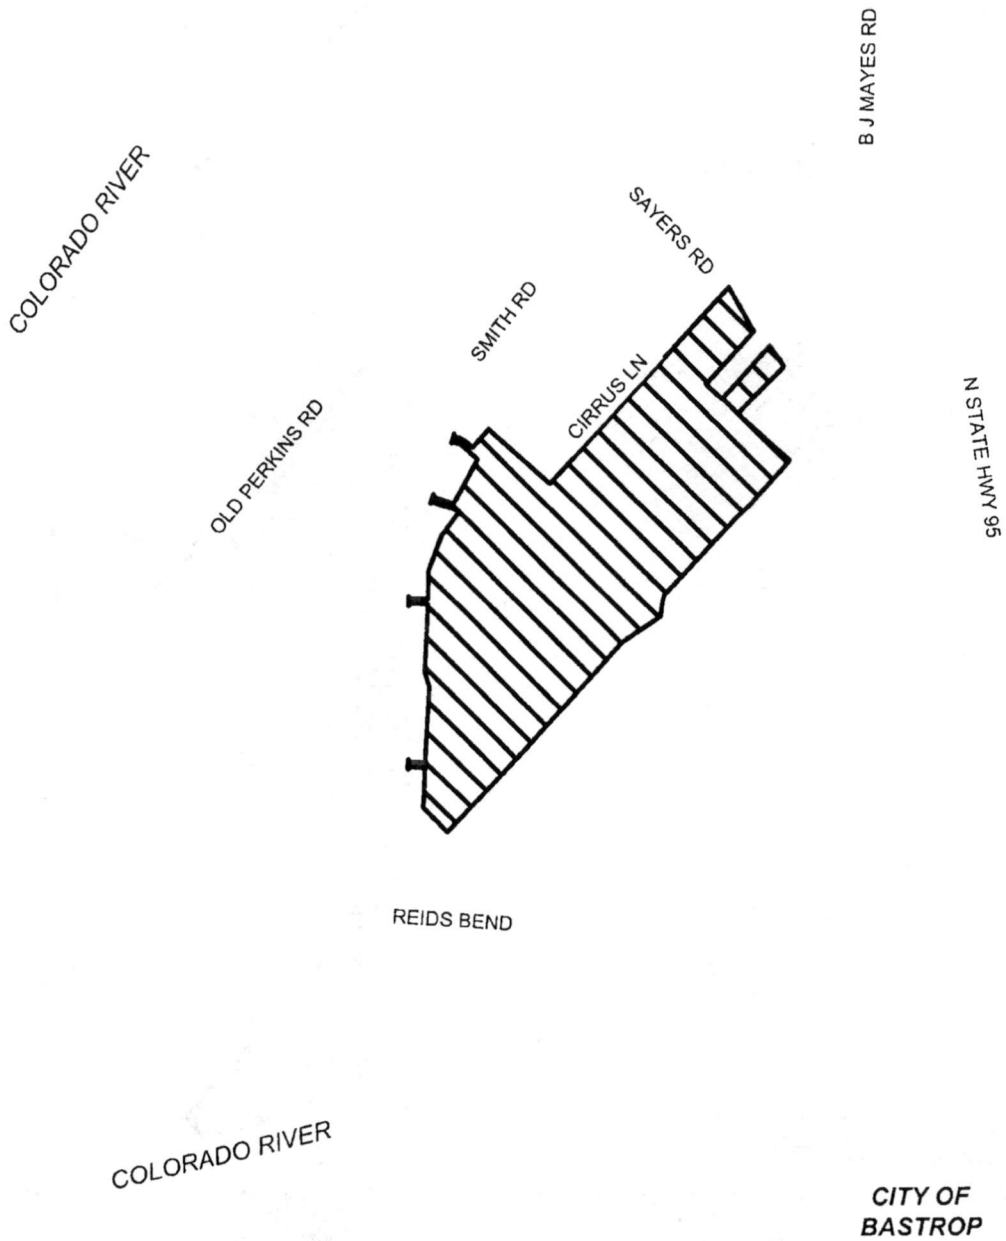 B J MAYES RD
COLORADO RIVER
SAYERS RD
SMITH RD
CIRRUS LN
OLD PERKINS RD
N STATE HWY 95
REIDS BEND
COLORADO RIVER
CITY OF
BASTROP